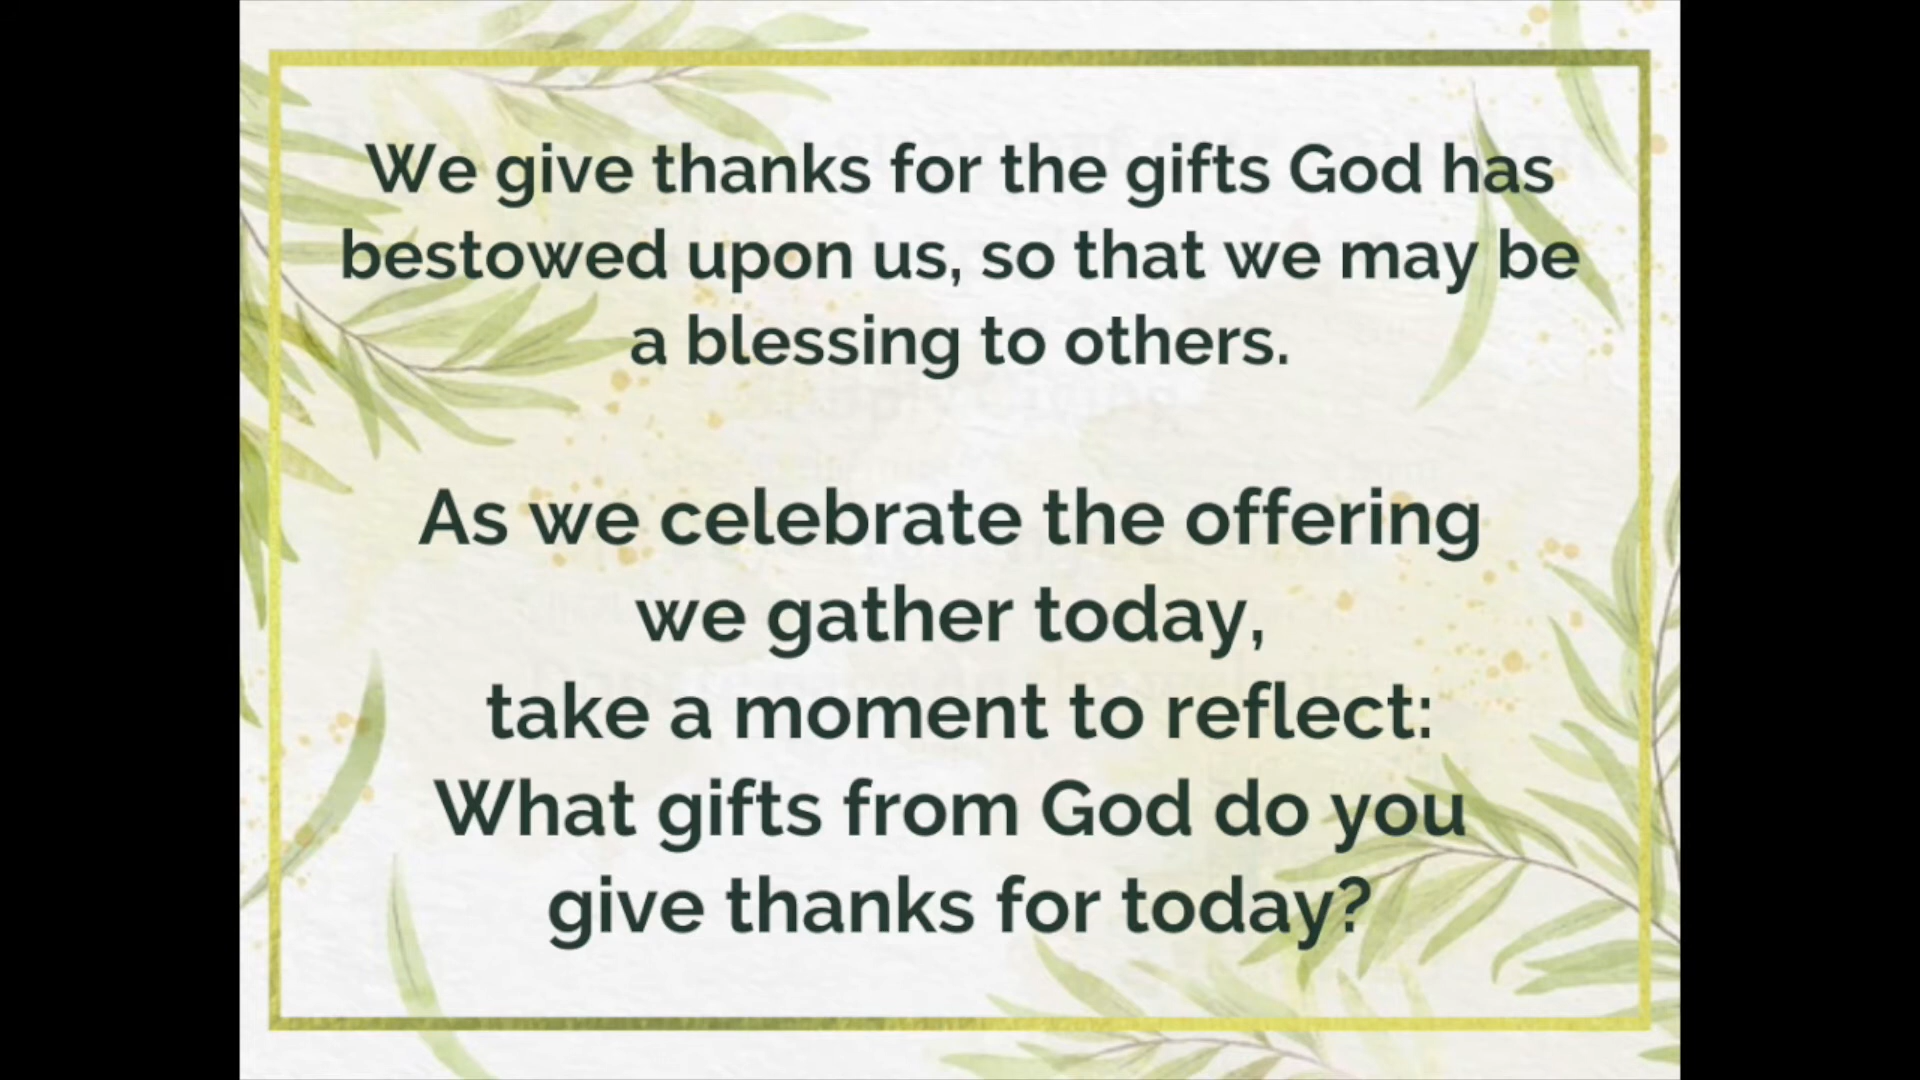 We give thanks for the gifts God has
bestowed upon us, so that we may be
a blessing to others.
As we celebrate the offering
we gather today,
take a moment to reflect:
What gifts from God do you
give thanks for today?